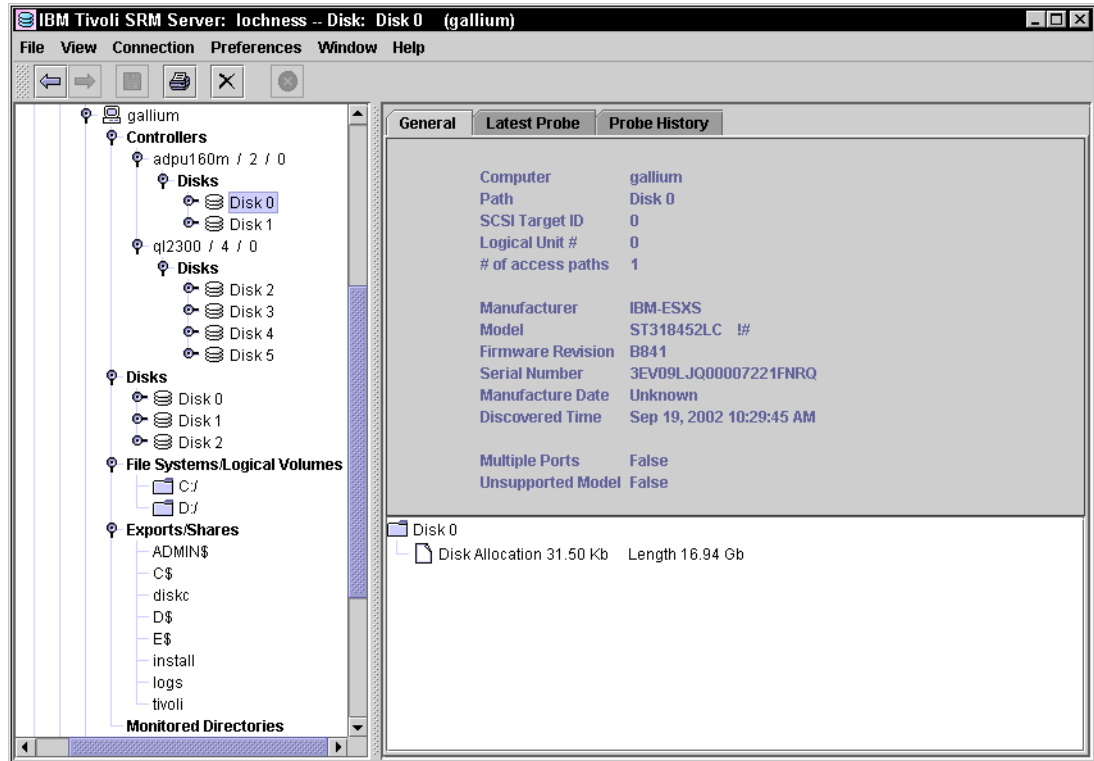 IBM Tivoli SRM Server: lochness -- Disk: Disk 0 (gallium)
File View Connection Preferences Window Help
gallium
Controllers
adpu160m / 2 / 0
Disks
Disk 0
Disk 1
ql2300 / 4 / 0
Disks
Disk 2
Disk 3
Disk 4
Disk 5
Disks
Disk 0
Disk 1
Disk 2
File Systems/Logical Volumes
C:/
D:/
Exports/Shares
ADMIN$
C$
diskc
D$
E$
install
logs
tivoli
Monitored Directories
General Latest Probe Probe History
Computer gallium
Path Disk 0
SCSI Target ID 0
Logical Unit # 0
# of access paths 1
Manufacturer IBM-ESXS
Model ST318452LC !#
Firmware Revision B841
Serial Number 3EV09LJQ00007221FNRQ
Manufacture Date Unknown
Discovered Time Sep 19, 2002 10:29:45 AM
Multiple Ports False
Unsupported Model False
Disk 0
Disk Allocation 31.50 Kb Length 16.94 Gb